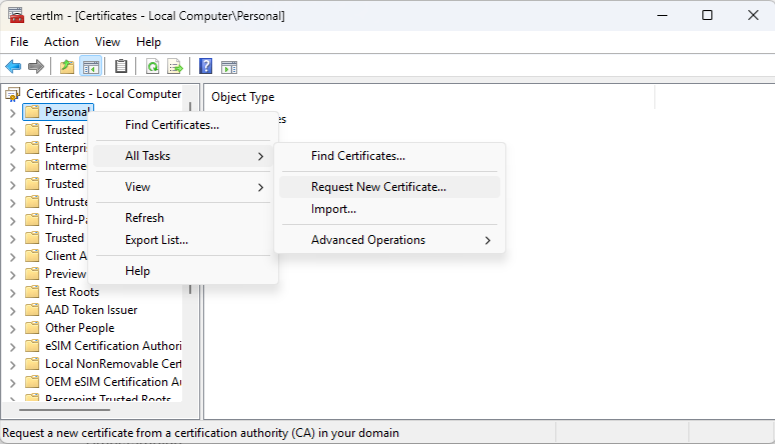 certlm - [Certificates - Local Computer\Personal]
File Action View Help
Certificates - Local Computer
Personal
Trusted
Enterpri
Interme
Trusted
Untruste
Third-Pa
Trusted
Client A
Preview
Test Roots
AAD Token Issuer
Other People
eSIM Certification Authori
Local NonRemovable Cert
OEM eSIM Certification Au
Passpoint Trusted Roots
Object Type
es
Find Certificates...
All Tasks
View
Refresh
Export List...
Help
Find Certificates...
Request New Certificate...
Import...
Advanced Operations
Request a new certificate from a certification authority (CA) in your domain